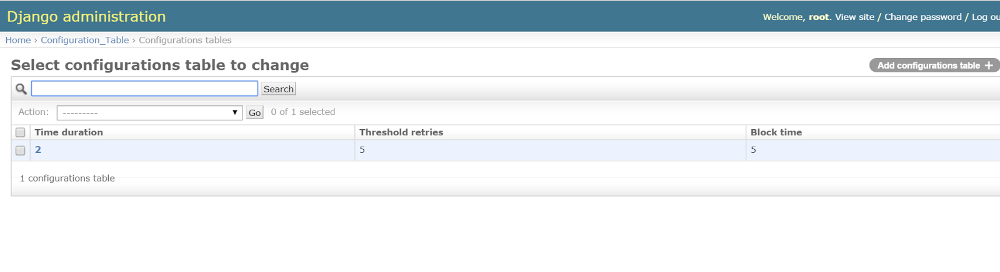 Django administration
Welcome, root. View site / Change password / Log ou
Home › Configuration_Table › Configurations tables
Select configurations table to change
Add configurations table +
Search
Action: --------- Go 0 of 1 selected
Time duration Threshold retries Block time
2 5 5
1 configurations table